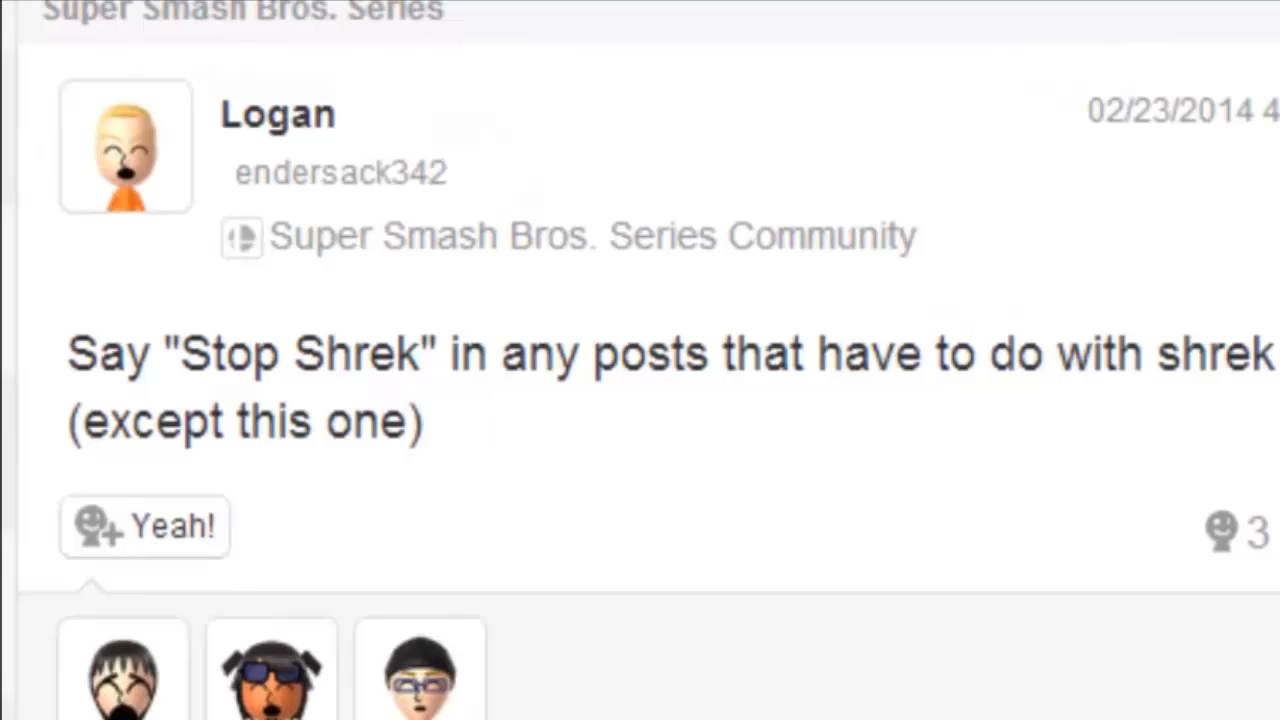 Super Smash Bros. Series
Logan
02/23/2014 4
endersack342
Super Smash Bros. Series Community
Say "Stop Shrek" in any posts that have to do with shrek
(except this one)
Yeah!
3